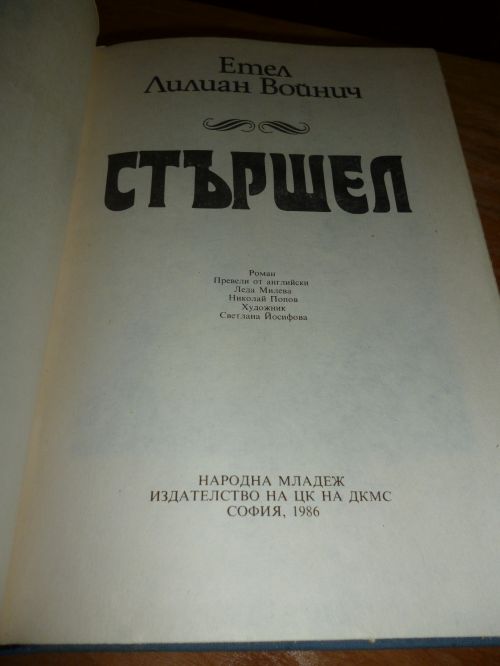 Етел
Лилиан Войнич
СТЪРШЕЛ
Роман
Превели от английски
Леда Милева
Николай Попов
Художник
Светлана Йосифова
НАРОДНА МЛАДЕЖ
ИЗДАТЕЛСТВО НА ЦК НА ДКМС
СОФИЯ, 1986